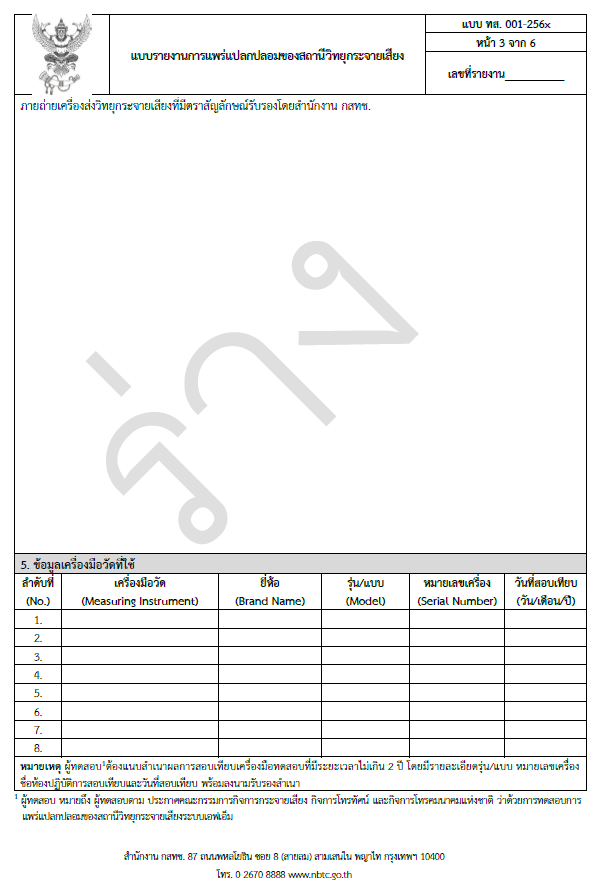 แบบ ทส. 001-256x
แบบรายงานการแพร่แปลกปลอมของสถานีวิทยุกระจายเสียง
หน้า 3 จาก 6
เลขที่รายงาน__________
ภายถ่ายเครื่องส่งวิทยุกระจายเสียงที่มีตราสัญลักษณ์รับรองโดยสำนักงาน กสทช.
ร่าง
5. ข้อมูลเครื่องมือวัดที่ใช้
ลำดับที่ เครื่องมือวัด ยี่ห้อ รุ่น/แบบ หมายเลขเครื่อง วันที่สอบเทียบ
(No.) (Measuring Instrument) (Brand Name) (Model) (Serial Number) (วัน/เดือน/ปี)
1.
2.
3.
4.
5.
6.
7.
8.
หมายเหตุ ผู้ทดสอบ¹ต้องแนบสำเนาผลการสอบเทียบเครื่องมือทดสอบที่มีระยะเวลาไม่เกิน 2 ปี โดยมีรายละเอียดรุ่น/แบบ หมายเลขเครื่อง
ชื่อห้องปฏิบัติการสอบเทียบและวันที่สอบเทียบ พร้อมลงนามรับรองสำเนา
¹ ผู้ทดสอบ หมายถึง ผู้ทดสอบตาม ประกาศคณะกรรมการกิจการกระจายเสียง กิจการโทรทัศน์ และกิจการโทรคมนาคมแห่งชาติ ว่าด้วยการทดสอบการ
แพร่แปลกปลอมของสถานีวิทยุกระจายเสียงระบบเอฟเอ็ม
สำนักงาน กสทช. 87 ถนนพหลโยธิน ซอย 8 (สายลม) สามเสนใน พญาไท กรุงเทพฯ 10400
โทร. 0 2670 8888 www.nbtc.go.th